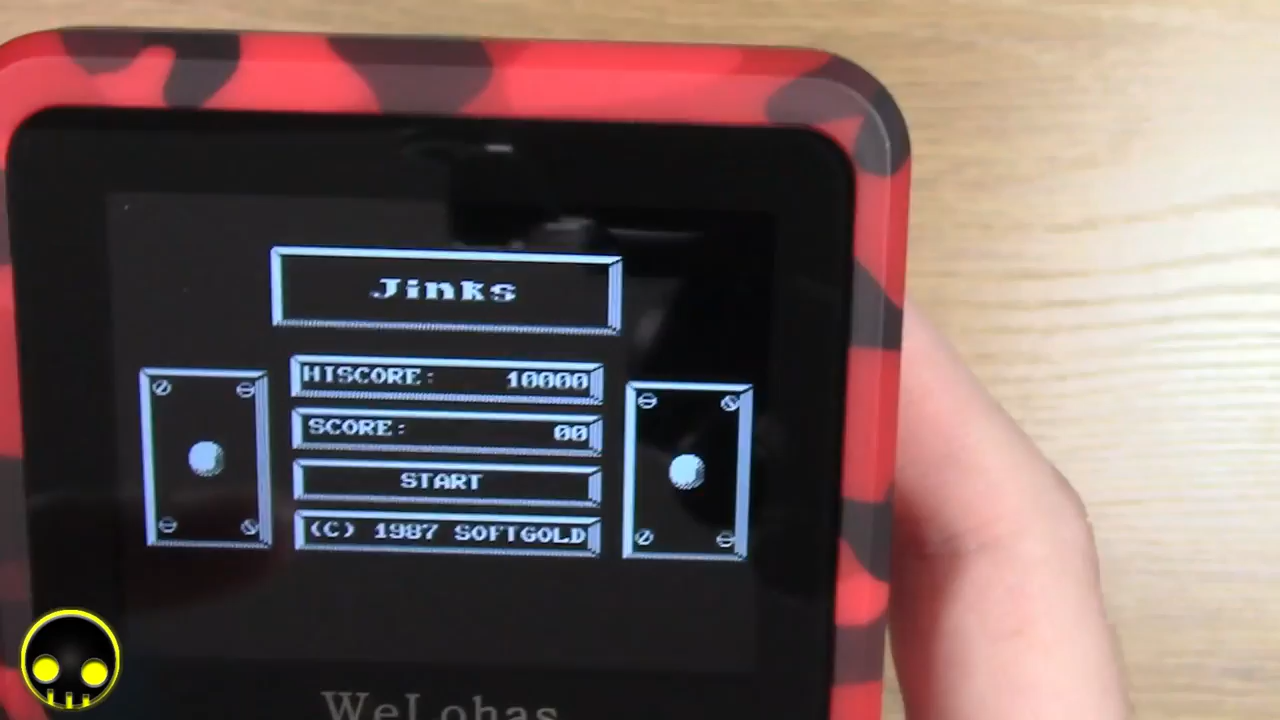 Jinks
HISCORE: 10000
SCORE: 00
START
(C) 1987 SOFTGOLD
WeLohas